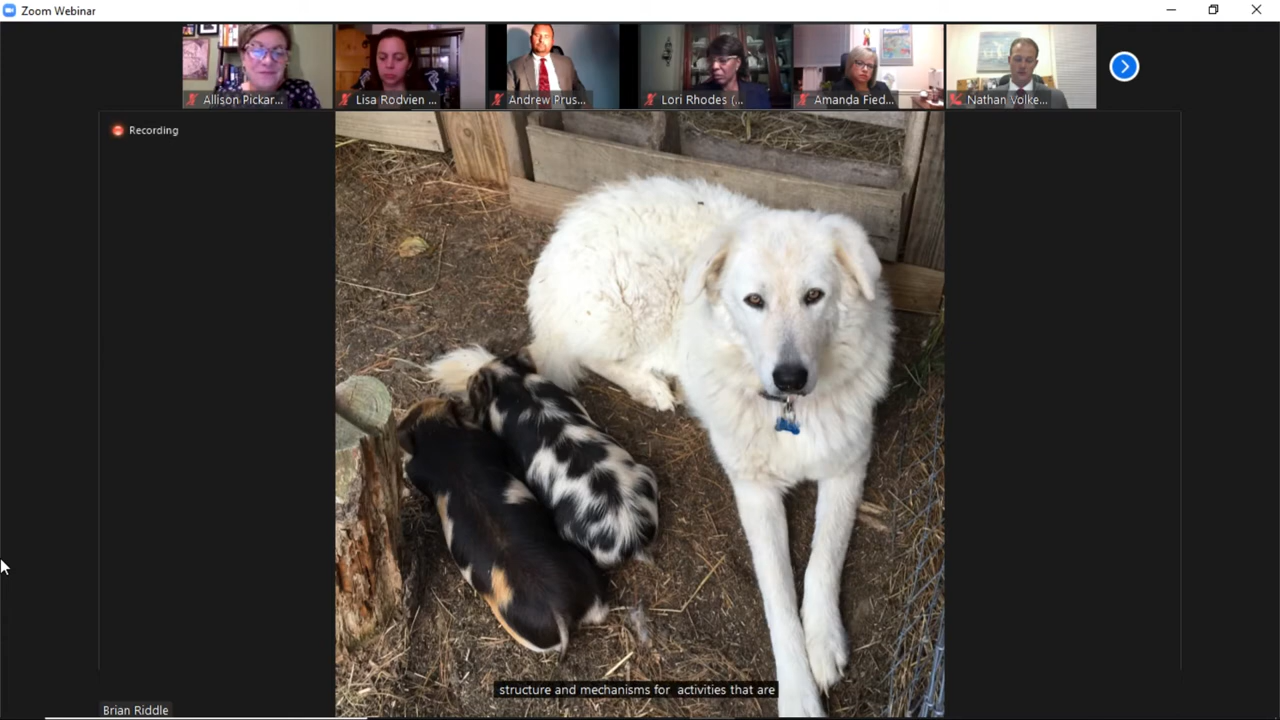 Zoom Webinar
Allison Pickar...
Lisa Rodvien ...
Andrew Prus...
Lori Rhodes (...
Amanda Fied...
Nathan Volke...
Recording
structure and mechanisms for activities that are
Brian Riddle